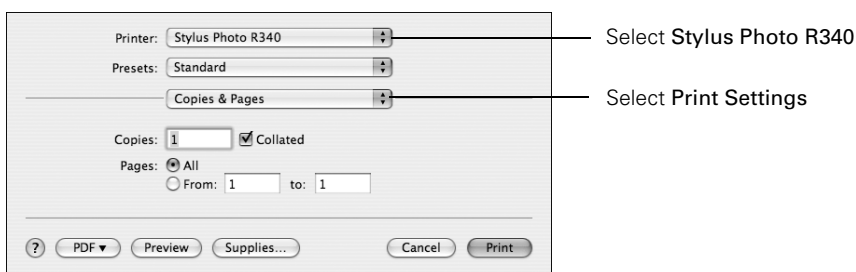 Printer: Stylus Photo R340
Select Stylus Photo R340
Presets: Standard
Copies & Pages
Select Print Settings
Copies: 1 Collated
Pages: All
From: 1 to: 1
? PDF ▼ Preview Supplies... Cancel Print